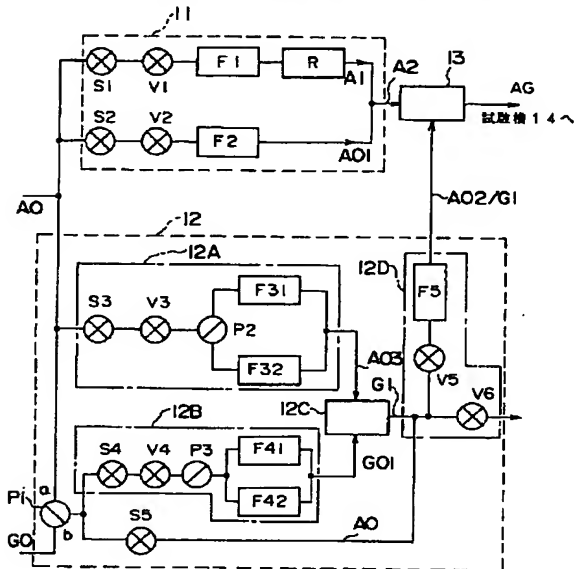 11
S1
V1
F1
R
A1
A2
13
AG
試験機14へ
S2
V2
F2
A01
A0
A02/G1
12
12A
12D
S3
V3
P2
F31
F32
F5
A03
V5
G1
V6
12B
12C
S4
V4
P3
F41
F42
G01
Pi
a
b
G0
S5
A0